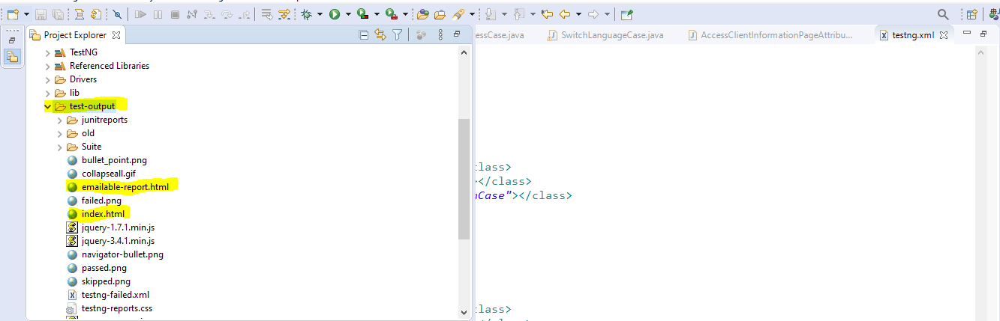 Project Explorer
TestNG
Referenced Libraries
Drivers
lib
test-output
junitreports
old
Suite
bullet_point.png
collapseall.gif
emailable-report.html
failed.png
index.html
jquery-1.7.1.min.js
jquery-3.4.1.min.js
navigator-bullet.png
passed.png
skipped.png
testng-failed.xml
testng-reports.css
essCase.java
SwitchLanguageCase.java
AccessClientInformationPageAttribu...
testng.xml
class>
></class>
nCase"></class>
class>
</class>